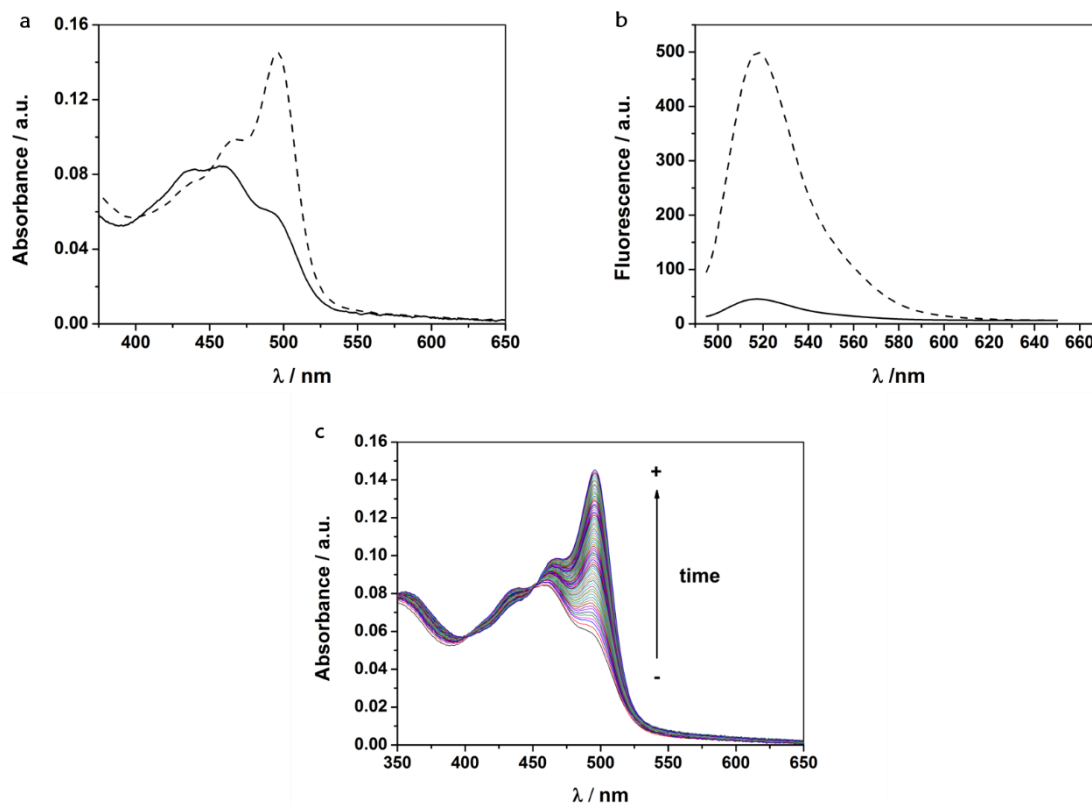 a
0.16
0.12
0.08
0.04
0.00
Absorbance / a.u.
400 450 500 550 600 650
λ / nm
b
500
400
300
200
100
0
Fluorescence / a.u.
500 520 540 560 580 600 620 640 660
λ /nm
c
0.16
0.14
0.12
0.10
0.08
0.06
0.04
0.02
0.00
Absorbance / a.u.
+
time
-
350 400 450 500 550 600 650
λ / nm